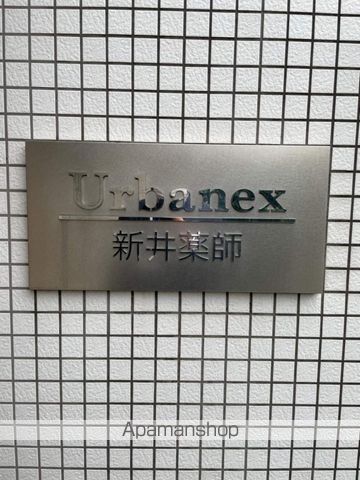 Urbanex
新井薬師
Apamanshop